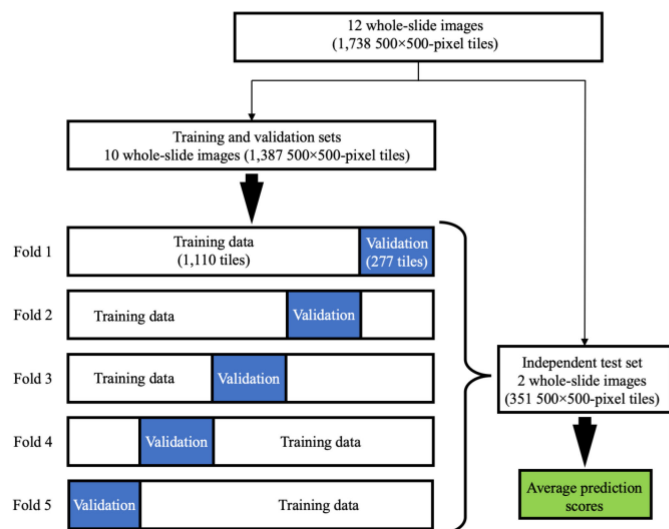 12 whole-slide images
(1,738 500×500-pixel tiles)
Training and validation sets
10 whole-slide images (1,387 500×500-pixel tiles)
Fold 1
Training data
(1,110 tiles)
Validation
(277 tiles)
Fold 2
Training data
Validation
Fold 3
Training data
Validation
Fold 4
Validation
Training data
Fold 5
Validation
Training data
Independent test set
2 whole-slide images
(351 500×500-pixel tiles)
Average prediction
scores